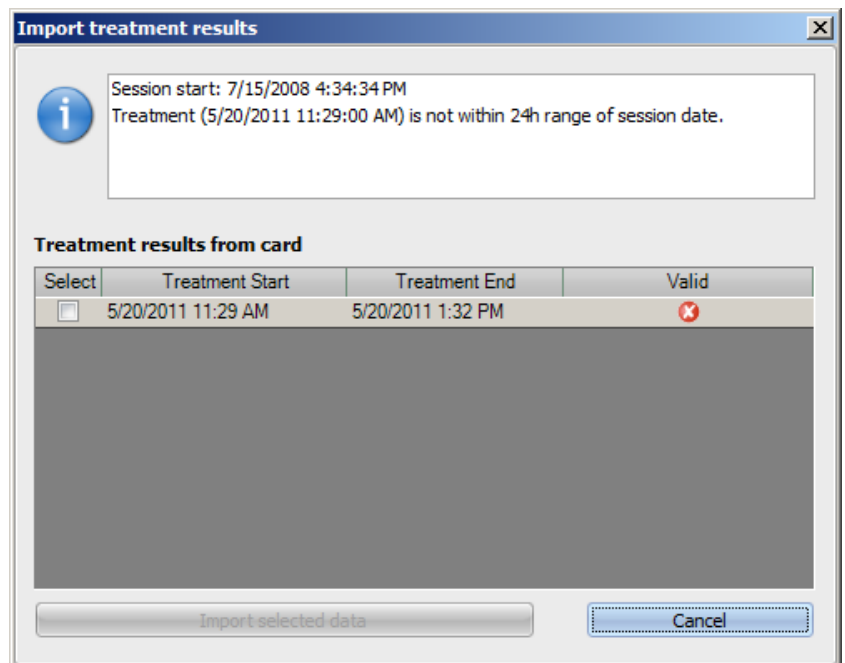 Import treatment results
Session start: 7/15/2008 4:34:34 PM
Treatment (5/20/2011 11:29:00 AM) is not within 24h range of session date.
Treatment results from card
Select Treatment Start Treatment End Valid
5/20/2011 11:29 AM 5/20/2011 1:32 PM
Import selected data Cancel